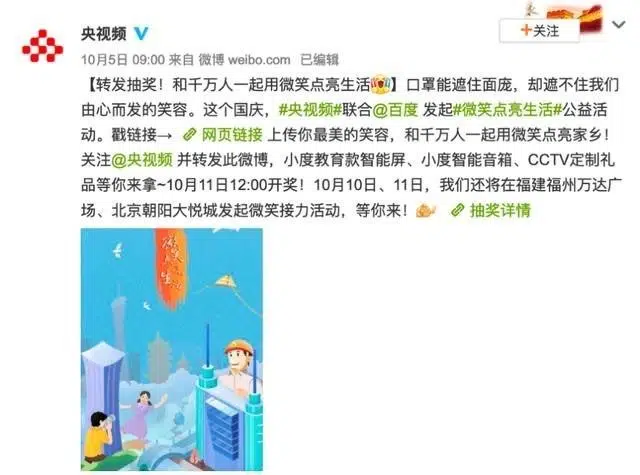 央视频
+关注
10月5日 09:00 来自 微博 weibo.com 已编辑
【转发抽奖！和千万人一起用微笑点亮生活】口罩能遮住面庞，却遮不住我们
由心而发的笑容。这个国庆，#央视频#联合@百度 发起#微笑点亮生活#公益活
动。戳链接→ 网页链接 上传你最美的笑容，和千万人一起用微笑点亮家乡！
关注@央视频 并转发此微博，小度教育款智能屏、小度智能音箱、CCTV定制礼
品等你来拿~10月11日12:00开奖！10月10日、11日，我们还将在福建福州万达广
场、北京朝阳大悦城发起微笑接力活动，等你来！ 抽奖详情
微笑
点亮
生活